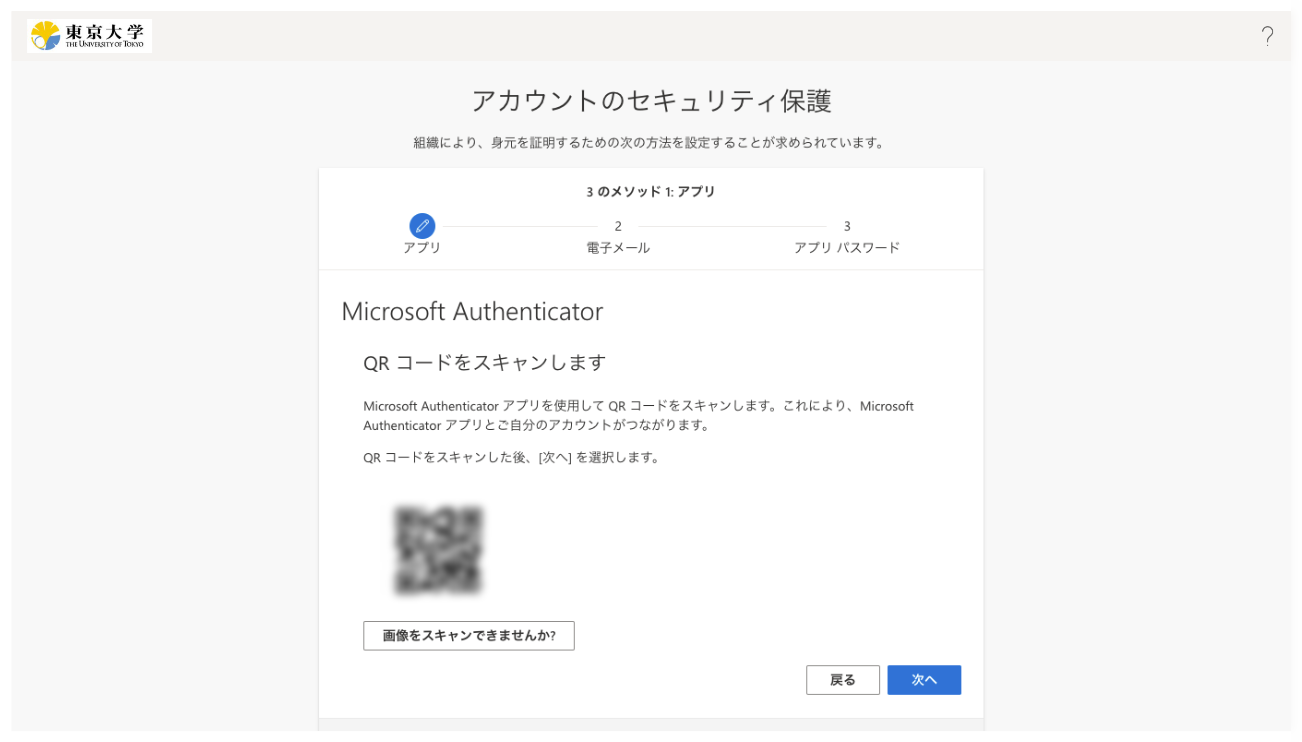 東京大学
THE UNIVERSITY OF TOKYO
?
アカウントのセキュリティ保護
組織により、身元を証明するための次の方法を設定することが求められています。
3 のメソッド 1: アプリ
2
3
アプリ
電子メール
アプリ パスワード
Microsoft Authenticator
QR コードをスキャンします
Microsoft Authenticator アプリを使用して QR コードをスキャンします。これにより、Microsoft
Authenticator アプリとご自分のアカウントがつながります。
QR コードをスキャンした後、[次へ] を選択します。
画像をスキャンできませんか?
戻る
次へ